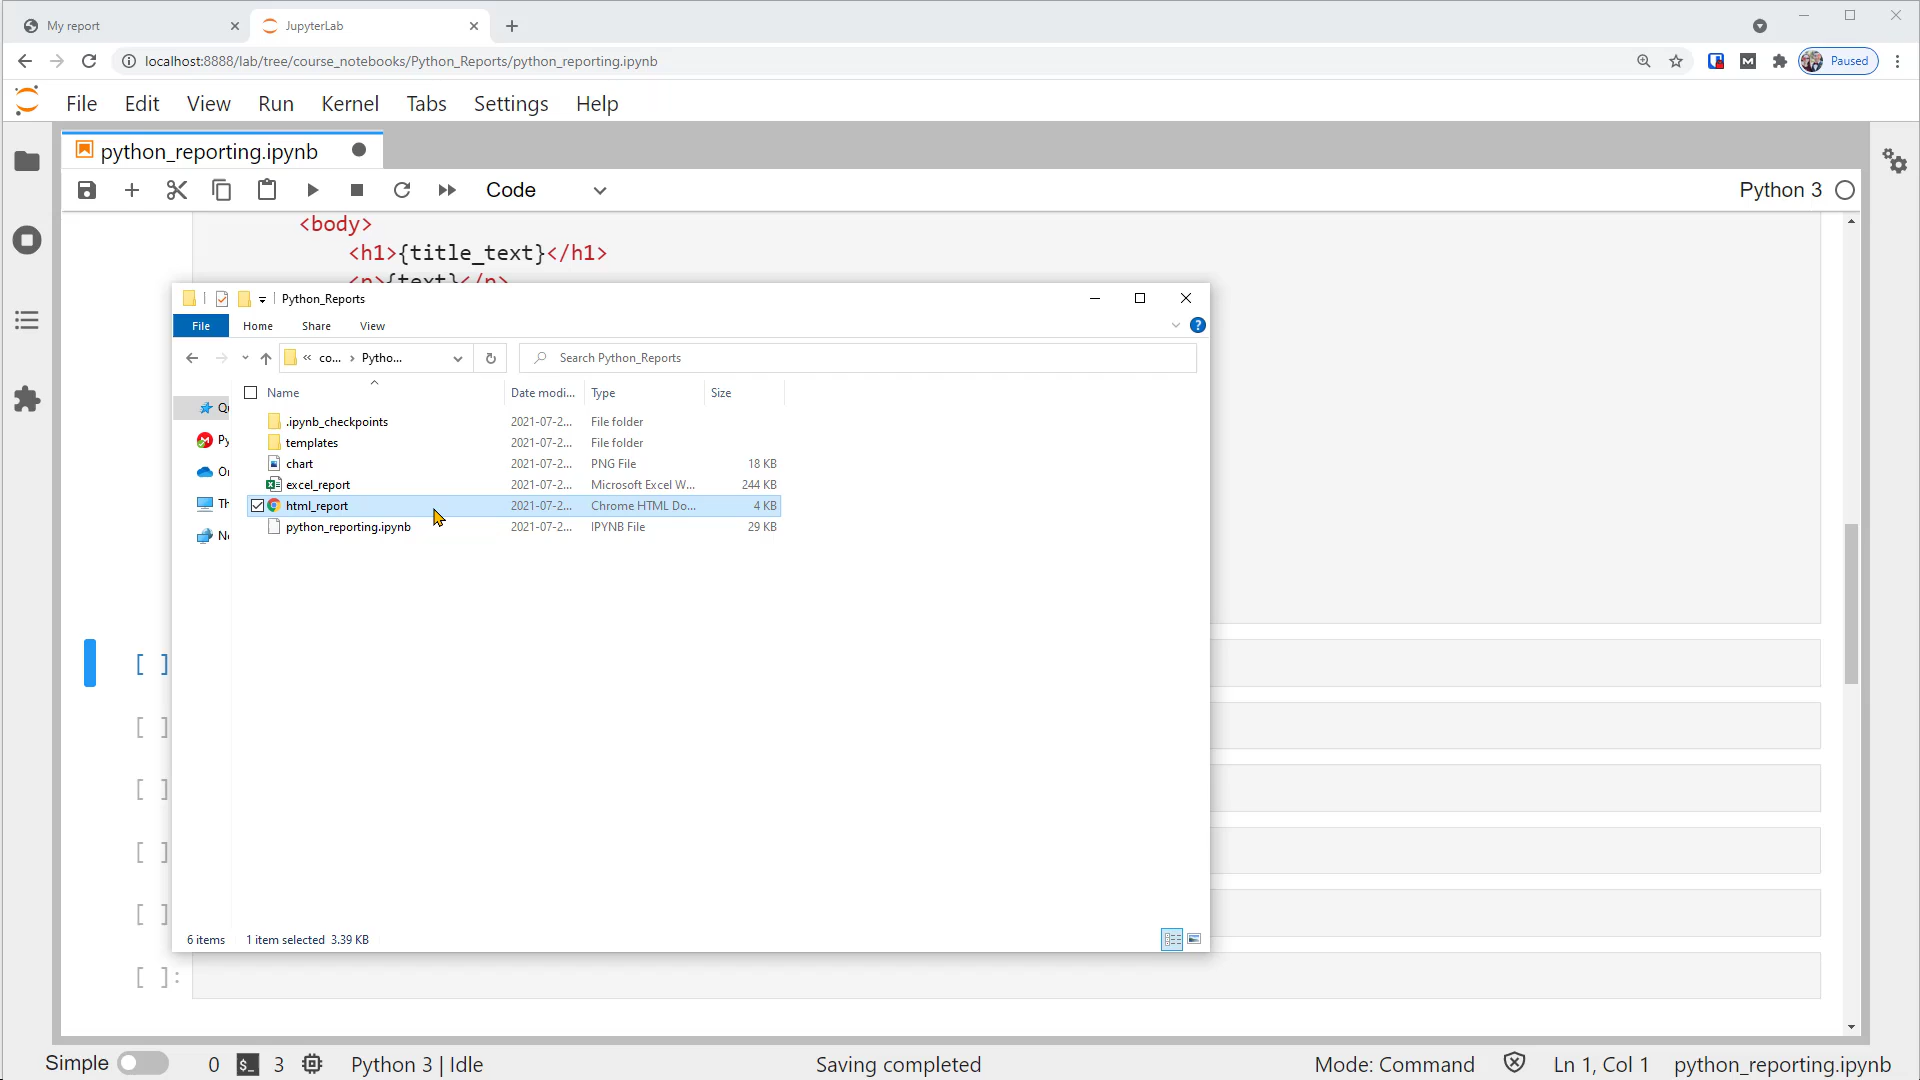 My report
JupyterLab
localhost:8888/lab/tree/course_notebooks/Python_Reports/python_reporting.ipynb
Paused
File Edit View Run Kernel Tabs Settings Help
python_reporting.ipynb
Code
Python 3
<body>
<h1>{title_text}</h1>
<p>{text}</p>
Python_Reports
File Home Share View
« co... > Pytho...
Search Python_Reports
Name Date modi... Type Size
.ipynb_checkpoints 2021-07-2... File folder
templates 2021-07-2... File folder
chart 2021-07-2... PNG File 18 KB
excel_report 2021-07-2... Microsoft Excel W... 244 KB
html_report 2021-07-2... Chrome HTML Do... 4 KB
python_reporting.ipynb 2021-07-2... IPYNB File 29 KB
Py
Th
[ ]
[ ]
[ ]
[ ]
[ ]
6 items 1 item selected 3.39 KB
[ ]:
Simple 0 $_ 3 Python 3 | Idle Saving completed Mode: Command Ln 1, Col 1 python_reporting.ipynb